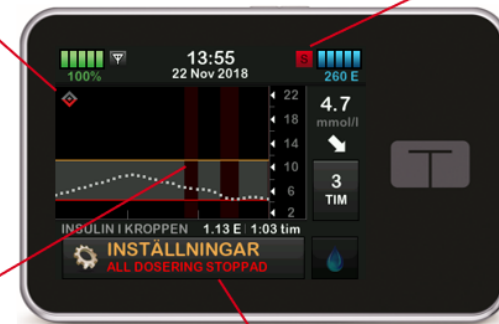 13:55
100%
22 Nov 2018
S
260 E
22
18
14
10
6
2
4.7
mmol/l
3
TIM
INSULIN I KROPPEN 1.13 E 1:03 tim
INSTÄLLNINGAR
ALL DOSERING STOPPAD